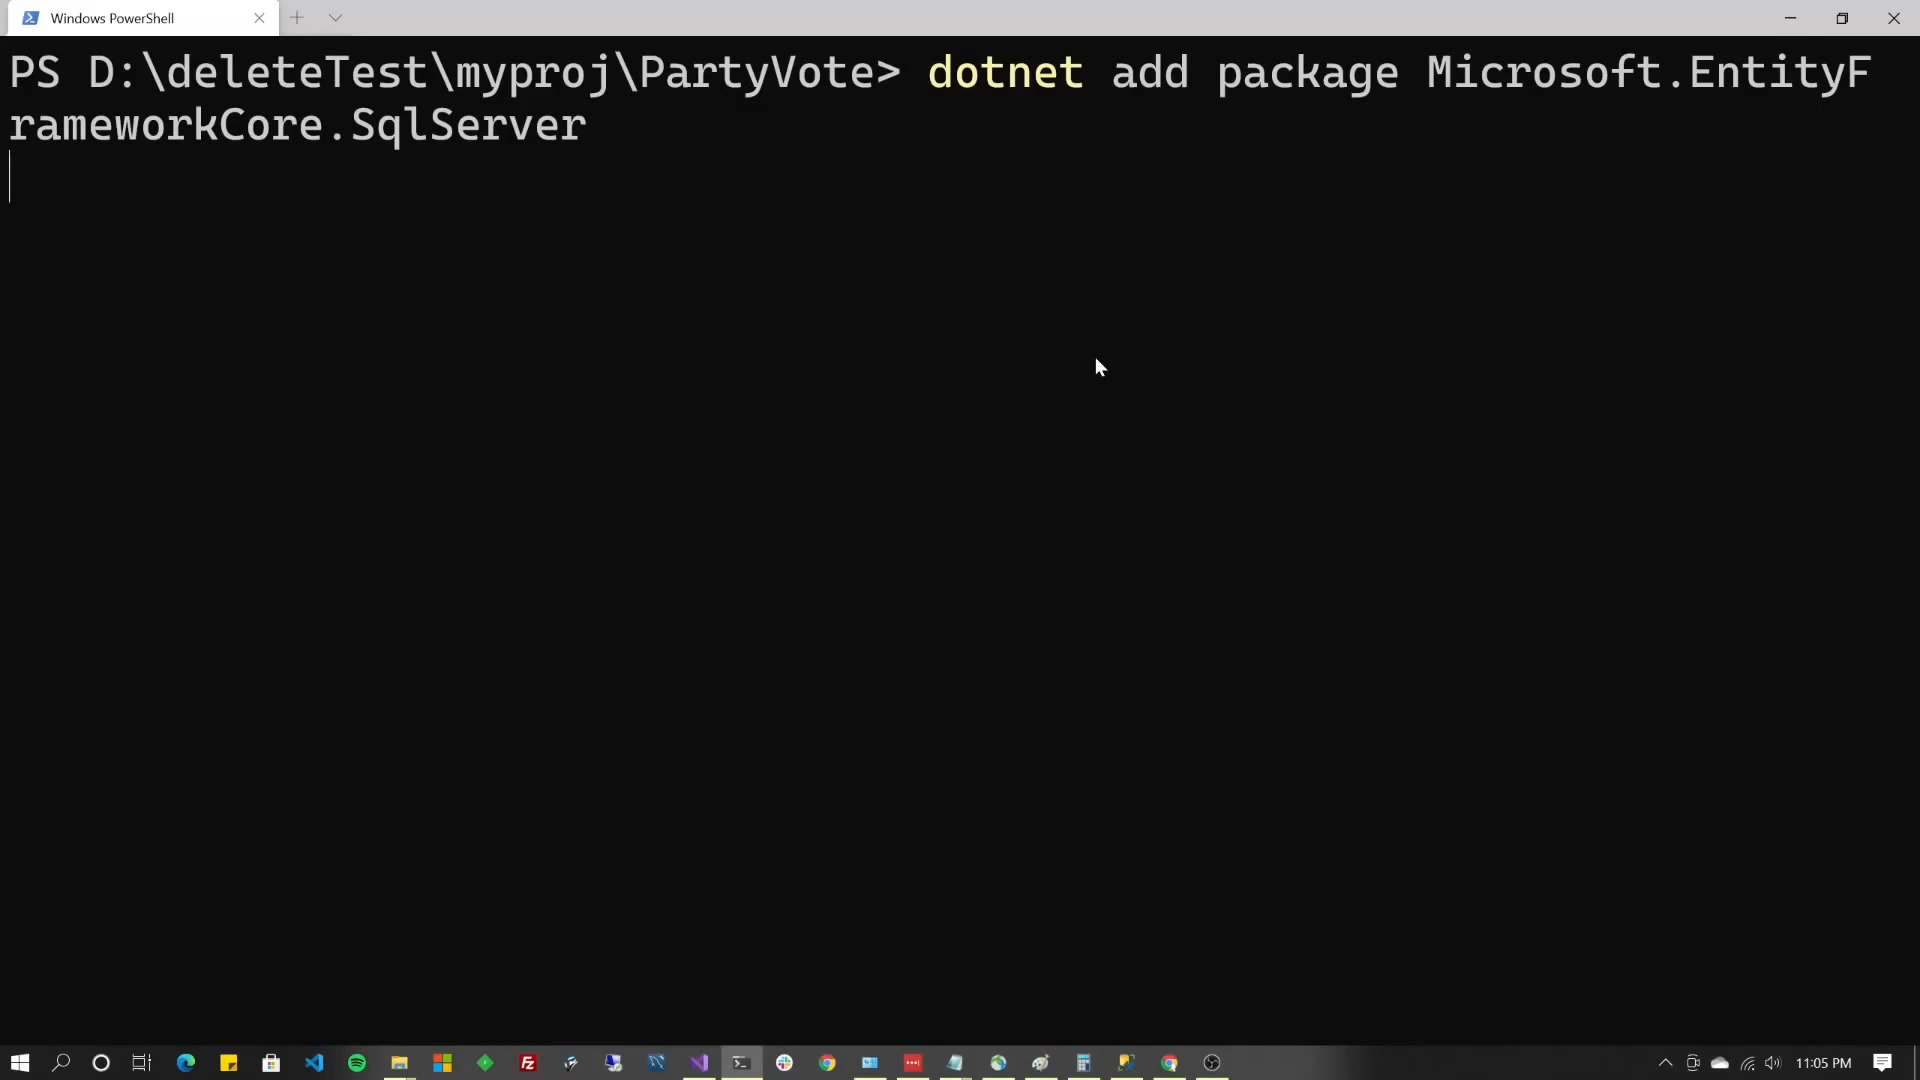 Windows PowerShell
PS D:\deleteTest\myproj\PartyVote> dotnet add package Microsoft.EntityF
rameworkCore.SqlServer
11:05 PM